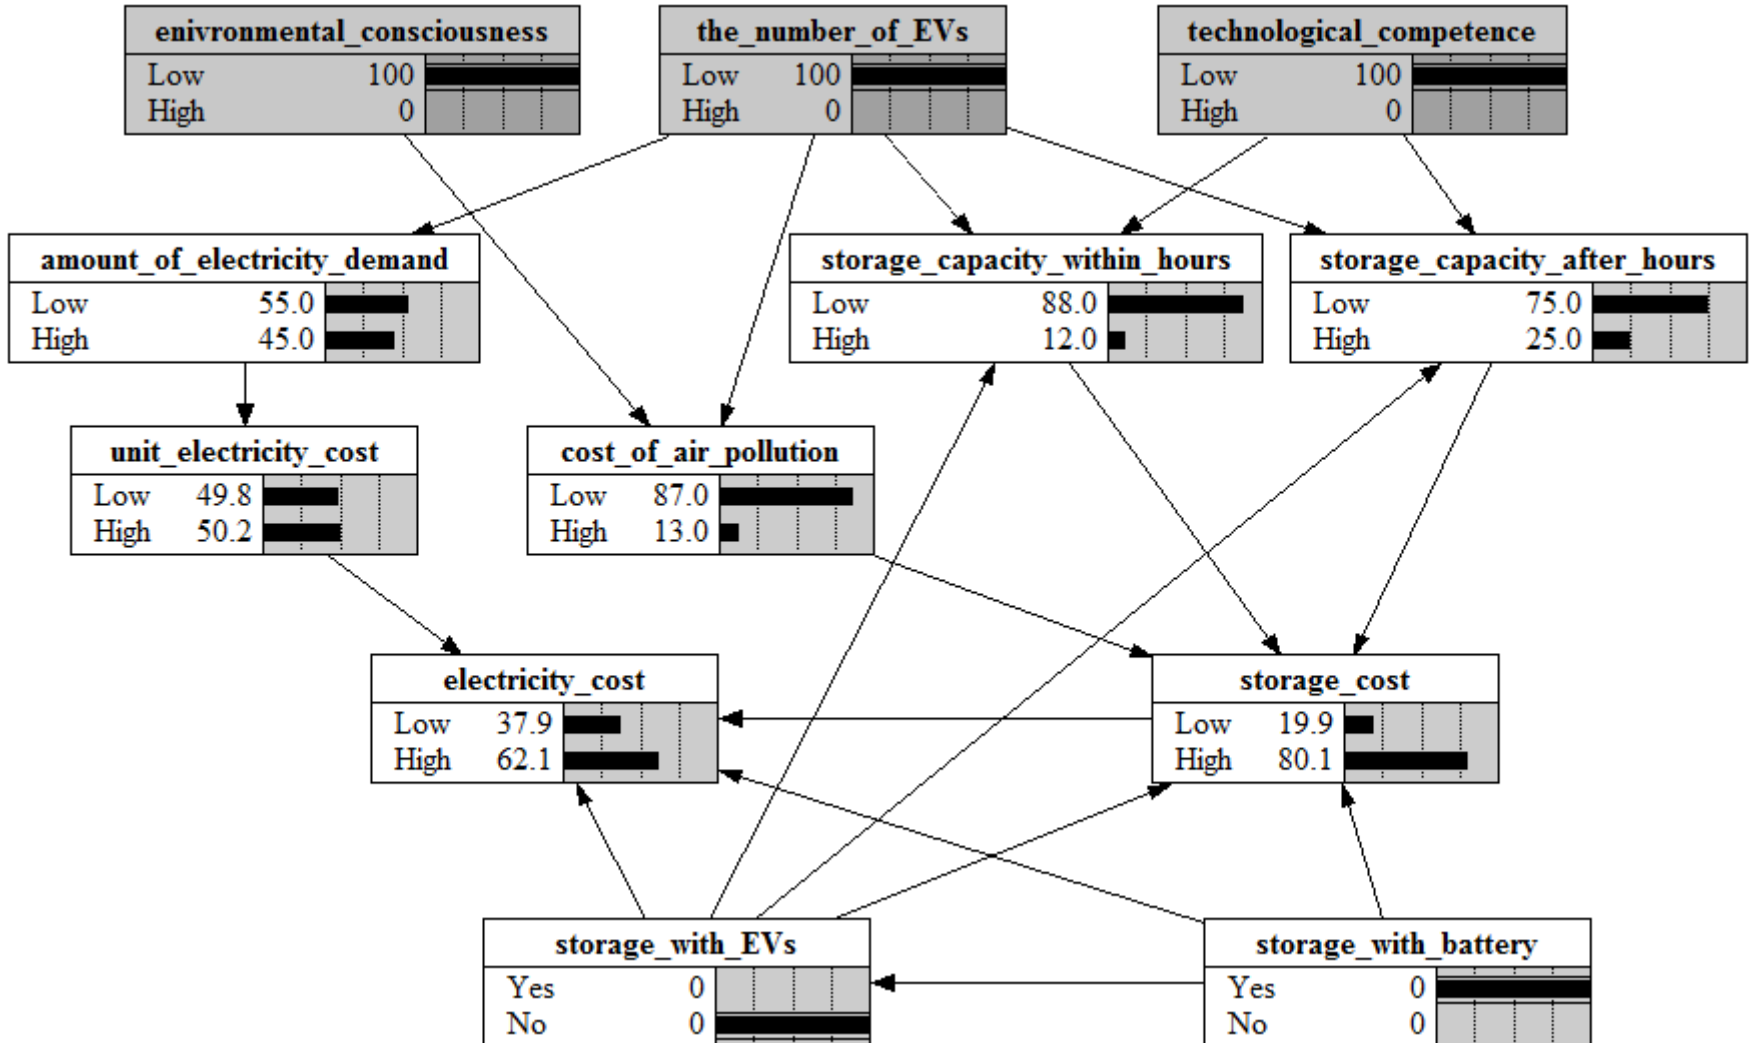 enivronmental_consciousness
Low 100
High 0
the_number_of_EVs
Low 100
High 0
technological_competence
Low 100
High 0
amount_of_electricity_demand
Low 55.0
High 45.0
storage_capacity_within_hours
Low 88.0
High 12.0
storage_capacity_after_hours
Low 75.0
High 25.0
unit_electricity_cost
Low 49.8
High 50.2
cost_of_air_pollution
Low 87.0
High 13.0
electricity_cost
Low 37.9
High 62.1
storage_cost
Low 19.9
High 80.1
storage_with_EVs
Yes 0
No 0
storage_with_battery
Yes 0
No 0